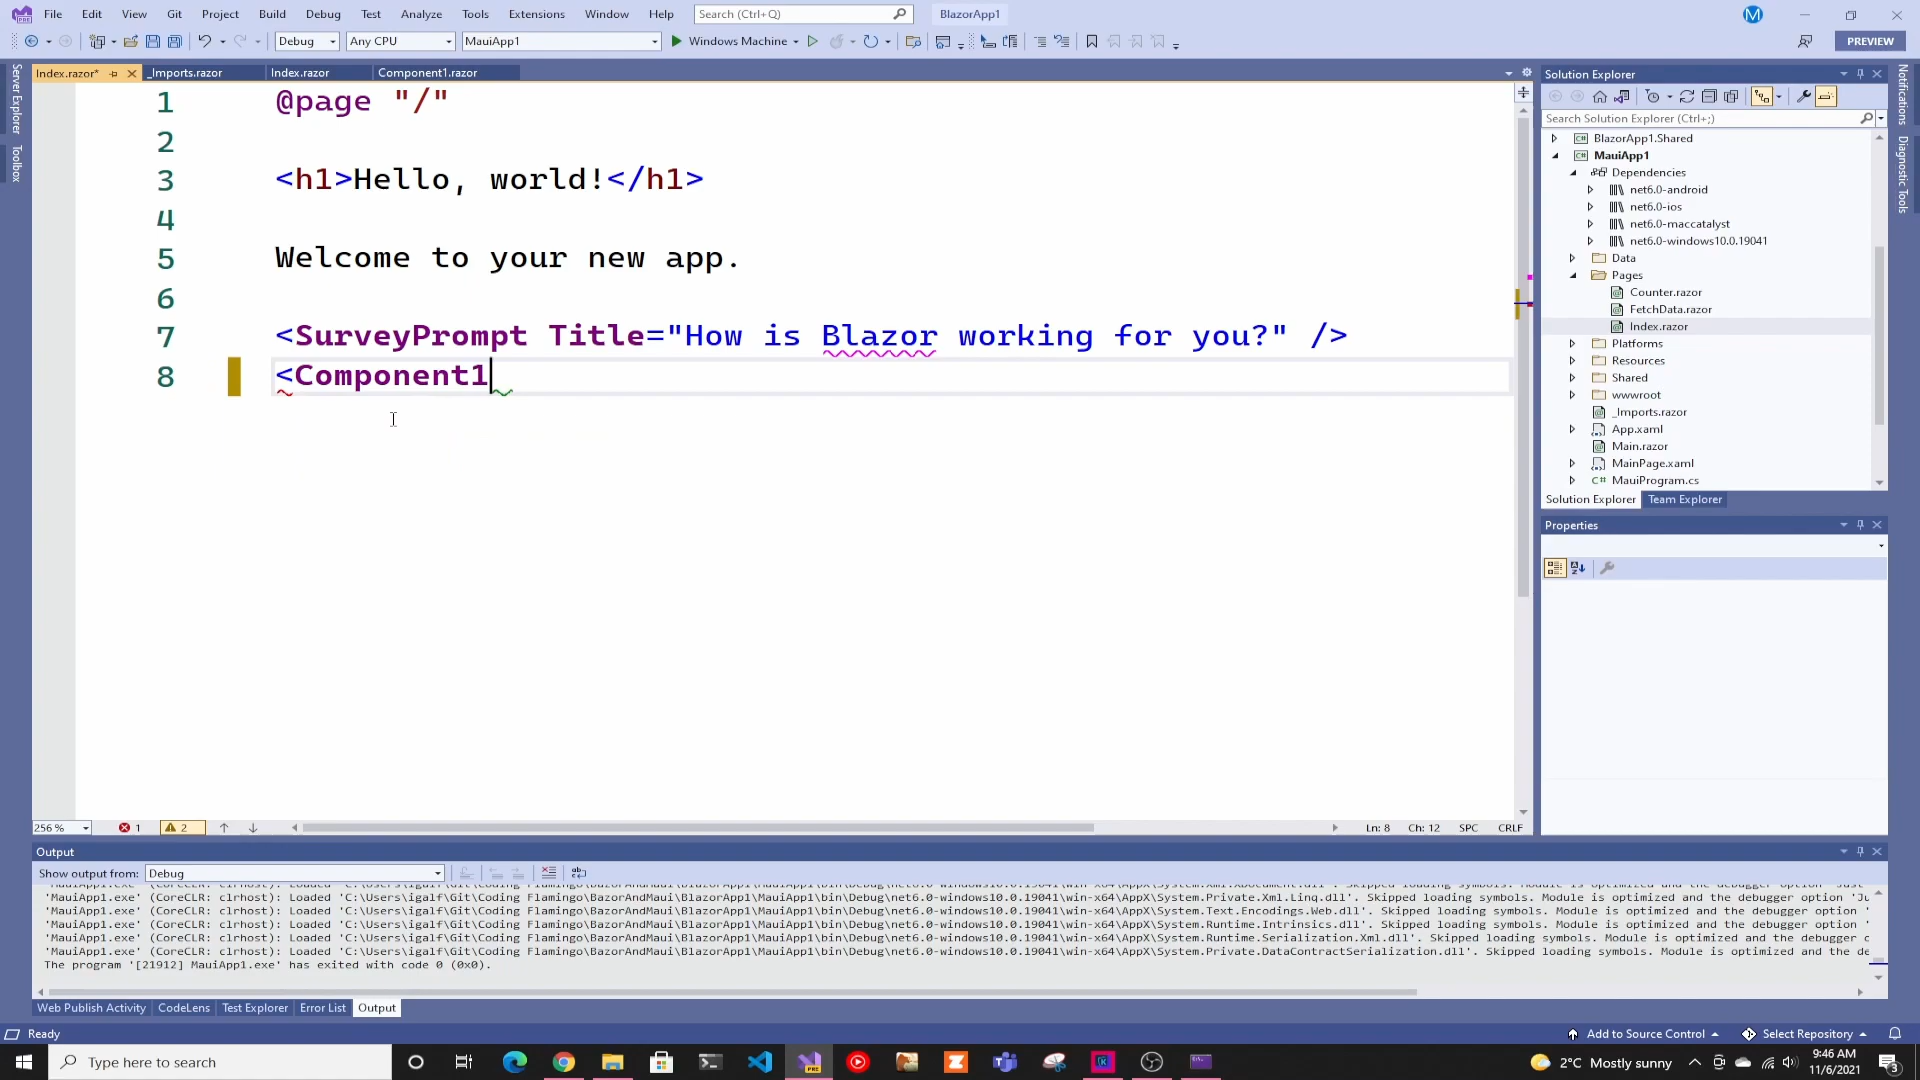 File Edit View Git Project Build Debug Test Analyze Tools Extensions Window Help Search (Ctrl+Q) BlazorApp1 M
Debug Any CPU MauiApp1 Windows Machine PREVIEW
Index.razor* _Imports.razor Index.razor Component1.razor
Server Explorer
Toolbox
1 @page "/"
2
3 <h1>Hello, world!</h1>
4
5 Welcome to your new app.
6
7 <SurveyPrompt Title="How is Blazor working for you?" />
8 <Component1
256 % 1 2 Ln: 8 Ch: 12 SPC CRLF
Solution Explorer
Search Solution Explorer (Ctrl+;)
BlazorApp1.Shared
MauiApp1
Dependencies
net6.0-android
net6.0-ios
net6.0-maccatalyst
net6.0-windows10.0.19041
Data
Pages
Counter.razor
FetchData.razor
Index.razor
Platforms
Resources
Shared
wwwroot
_Imports.razor
App.xaml
Main.razor
MainPage.xaml
MauiProgram.cs
Solution Explorer Team Explorer
Properties
Notifications
Diagnostic Tools
Output
Show output from: Debug
'MauiApp1.exe' (CoreCLR: clrhost): Loaded 'C:\Users\igalf\Git\Coding Flamingo\BazorAndMaui\BlazorApp1\MauiApp1\bin\Debug\net6.0-windows10.0.19041\win-x64\AppX\System.Private.Xml.Linq.dll'. Skipped loading symbols. Module is optimized and the debugger option 'Ju
'MauiApp1.exe' (CoreCLR: clrhost): Loaded 'C:\Users\igalf\Git\Coding Flamingo\BazorAndMaui\BlazorApp1\MauiApp1\bin\Debug\net6.0-windows10.0.19041\win-x64\AppX\System.Text.Encodings.Web.dll'. Skipped loading symbols. Module is optimized and the debugger option '
'MauiApp1.exe' (CoreCLR: clrhost): Loaded 'C:\Users\igalf\Git\Coding Flamingo\BazorAndMaui\BlazorApp1\MauiApp1\bin\Debug\net6.0-windows10.0.19041\win-x64\AppX\System.Runtime.Intrinsics.dll'. Skipped loading symbols. Module is optimized and the debugger option '
'MauiApp1.exe' (CoreCLR: clrhost): Loaded 'C:\Users\igalf\Git\Coding Flamingo\BazorAndMaui\BlazorApp1\MauiApp1\bin\Debug\net6.0-windows10.0.19041\win-x64\AppX\System.Runtime.Serialization.Xml.dll'. Skipped loading symbols. Module is optimized and the debugger o
'MauiApp1.exe' (CoreCLR: clrhost): Loaded 'C:\Users\igalf\Git\Coding Flamingo\BazorAndMaui\BlazorApp1\MauiApp1\bin\Debug\net6.0-windows10.0.19041\win-x64\AppX\System.Private.DataContractSerialization.dll'. Skipped loading symbols. Module is optimized and the de
The program '[21912] MauiApp1.exe' has exited with code 0 (0x0).
Web Publish Activity CodeLens Test Explorer Error List Output
Ready Add to Source Control Select Repository
Type here to search 2°C Mostly sunny 9:46 AM
11/6/2021 3